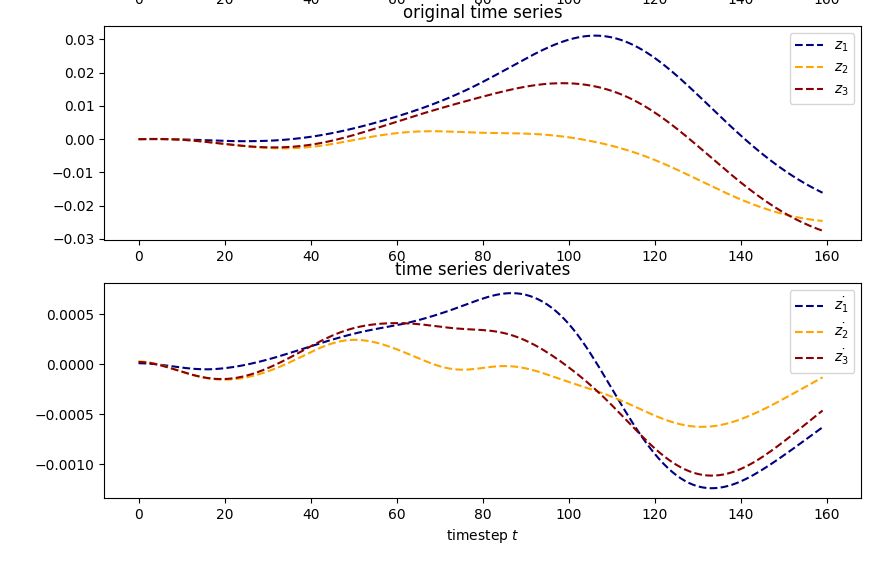 0 20 40 60 80 100 120 140 160
original time series
0.03
0.02
0.01
0.00
−0.01
−0.02
−0.03
z₁
z₂
z₃
0 20 40 60 80 100 120 140 160
time series derivates
0.0005
0.0000
−0.0005
−0.0010
ż₁
ż₂
ż₃
0 20 40 60 80 100 120 140 160
timestep t